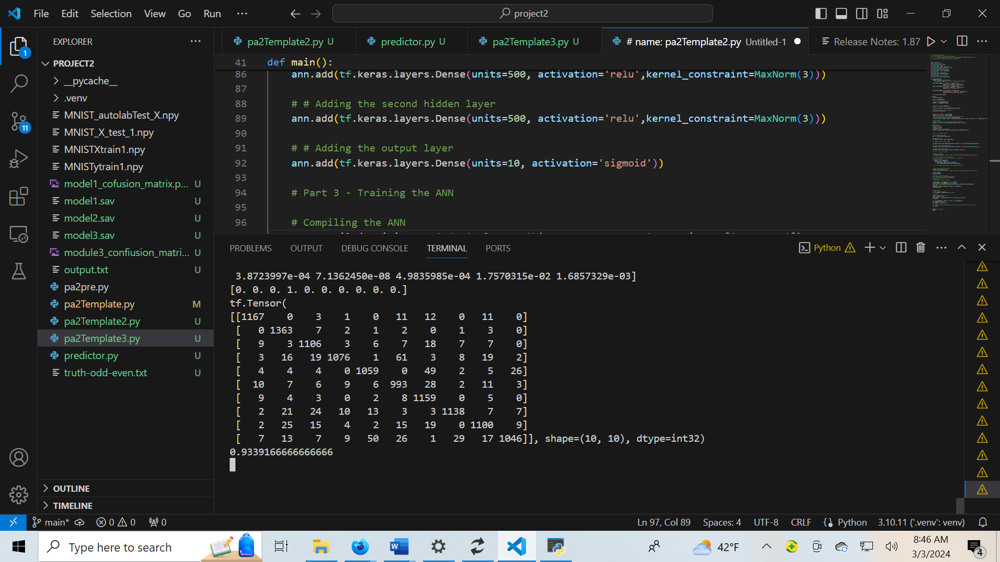 File Edit Selection View Go Run ··· project2
EXPLORER
pa2Template2.py U predictor.py U pa2Template3.py U # name: pa2Template2.py Untitled-1 Release Notes: 1.87
PROJECT2
__pycache__
.venv
MNIST_autolabTest_X.npy
MNIST_X_test_1.npy
MNISTXtrain1.npy
MNISTytrain1.npy
model1_cofusion_matrix.p... U
model1.sav U
model2.sav U
model3.sav U
module3_confiusion_matri... U
output.txt U
pa2pre.py
pa2Template.py M
pa2Template2.py U
pa2Template3.py U
predictor.py U
truth-odd-even.txt U
OUTLINE
TIMELINE
1
11
41 def main():
86 ann.add(tf.keras.layers.Dense(units=500, activation='relu',kernel_constraint=MaxNorm(3)))
87
88 # # Adding the second hidden layer
89 ann.add(tf.keras.layers.Dense(units=500, activation='relu',kernel_constraint=MaxNorm(3)))
90
91 # # Adding the output layer
92 ann.add(tf.keras.layers.Dense(units=10, activation='sigmoid'))
93
94 # Part 3 - Training the ANN
95
96 # Compiling the ANN
PROBLEMS OUTPUT DEBUG CONSOLE TERMINAL PORTS Python
3.8723997e-04 7.1362450e-08 4.9835985e-04 1.7570315e-02 1.6857329e-03]
[0. 0. 0. 1. 0. 0. 0. 0. 0. 0.]
tf.Tensor(
[[1167 0 3 1 0 11 12 0 11 0]
[ 0 1363 7 2 1 2 0 1 3 0]
[ 9 3 1106 3 6 7 18 7 7 0]
[ 3 16 19 1076 1 61 3 8 19 2]
[ 4 4 4 0 1059 0 49 2 5 26]
[ 10 7 6 9 6 993 28 2 11 3]
[ 9 4 3 0 2 8 1159 0 5 0]
[ 2 21 24 10 13 3 3 1138 7 7]
[ 2 25 15 4 2 15 19 0 1100 9]
[ 7 13 7 9 50 26 1 29 17 1046]], shape=(10, 10), dtype=int32)
0.9339166666666666
main* 0 0 0 Ln 97, Col 89 Spaces: 4 UTF-8 CRLF Python 3.10.11 ('.venv': venv)
Type here to search 42°F 8:46 AM
3/3/2024
4